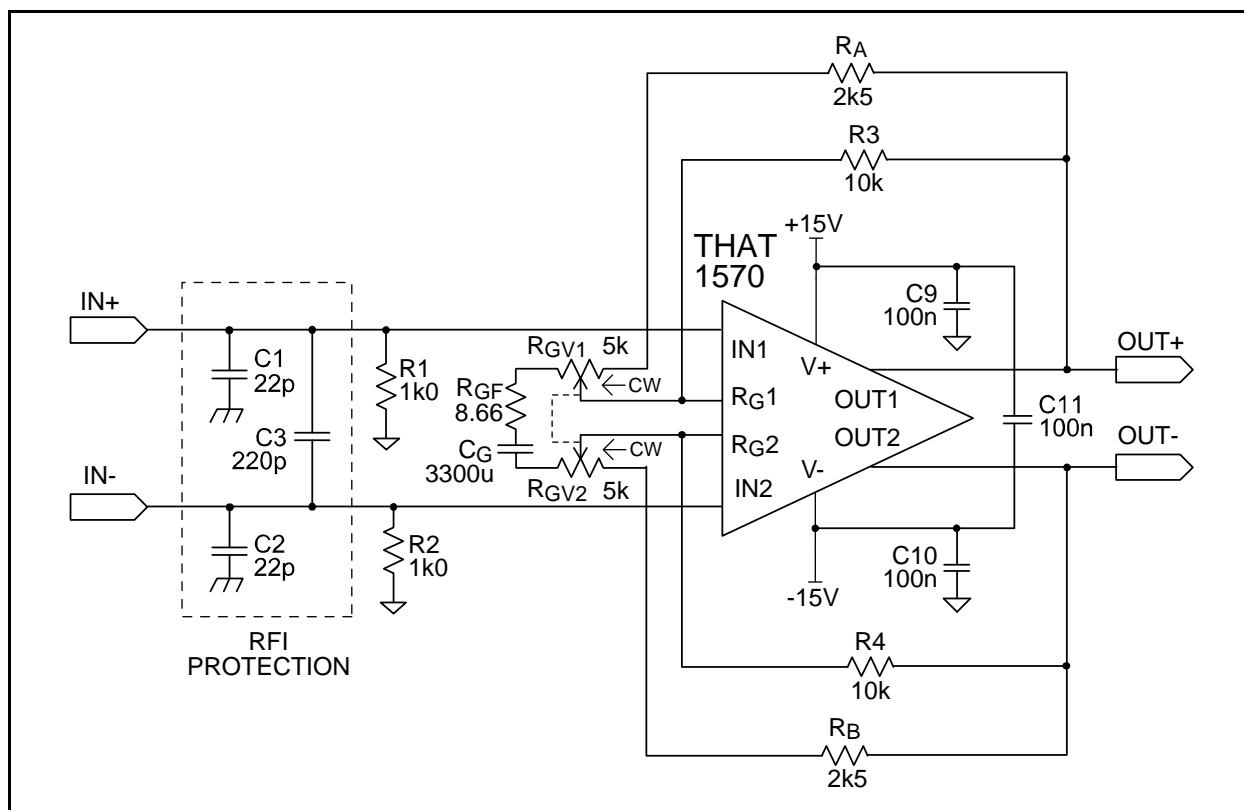 RA
2k5
R3
10k
+15V
THAT
1570
C9
100n
IN+
C1
22p
R1
1k0
RGV1 5k
CW
RGF
8.66
IN1
V+
OUT+
RG1
OUT1
C3
220p
CG
3300u
CW
RG2
OUT2
C11
100n
OUT-
IN-
RGV2 5k
IN2
V-
C2
22p
R2
1k0
C10
100n
-15V
RFI
PROTECTION
R4
10k
RB
2k5